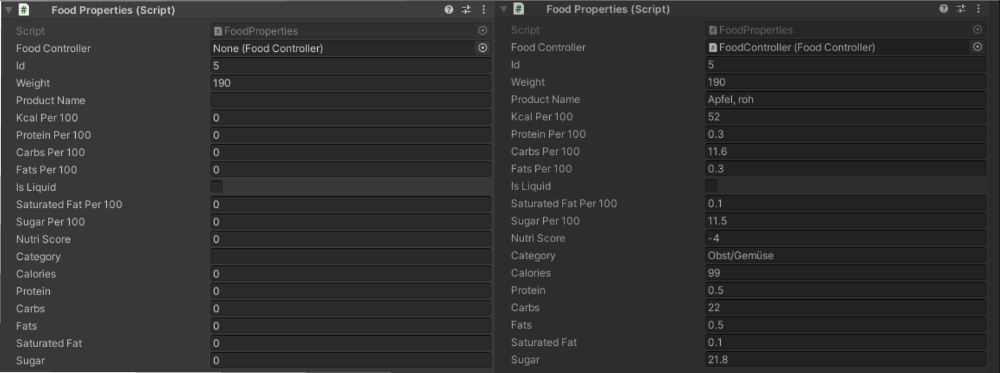 Food Properties (Script)
Script FoodProperties
Food Controller None (Food Controller)
Id 5
Weight 190
Product Name
Kcal Per 100 0
Protein Per 100 0
Carbs Per 100 0
Fats Per 100 0
Is Liquid
Saturated Fat Per 100 0
Sugar Per 100 0
Nutri Score 0
Category
Calories 0
Protein 0
Carbs 0
Fats 0
Saturated Fat 0
Sugar 0
Food Properties (Script)
Script FoodProperties
Food Controller FoodController (Food Controller)
Id 5
Weight 190
Product Name Apfel, roh
Kcal Per 100 52
Protein Per 100 0.3
Carbs Per 100 11.6
Fats Per 100 0.3
Is Liquid
Saturated Fat Per 100 0.1
Sugar Per 100 11.5
Nutri Score -4
Category Obst/Gemüse
Calories 99
Protein 0.5
Carbs 22
Fats 0.5
Saturated Fat 0.1
Sugar 21.8